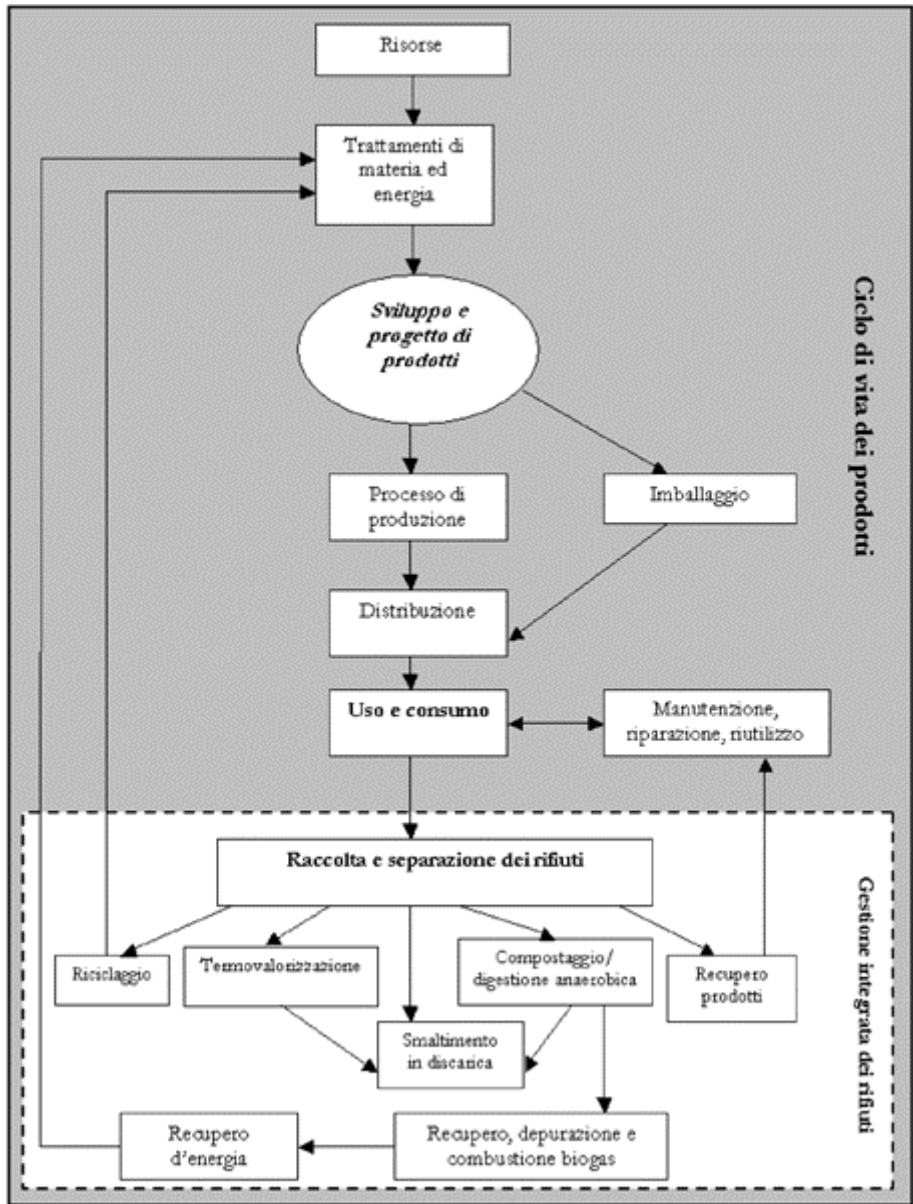 Risorse
Trattamenti di
materia ed
energia
Sviluppo e
progetto di
prodotti
Processo di
produzione
Imballaggio
Distribuzione
Uso e consumo
Manutenzione,
riparazione, riutilizzo
Ciclo di vita dei prodotti
Raccolta e separazione dei rifiuti
Riciclaggio
Termovalorizzazione
Compostaggio/
digestione anaerobica
Recupero
prodotti
Smaltimento
in discarica
Recupero
d'energia
Recupero, depurazione e
combustione biogas
Gestione integrata dei rifiuti